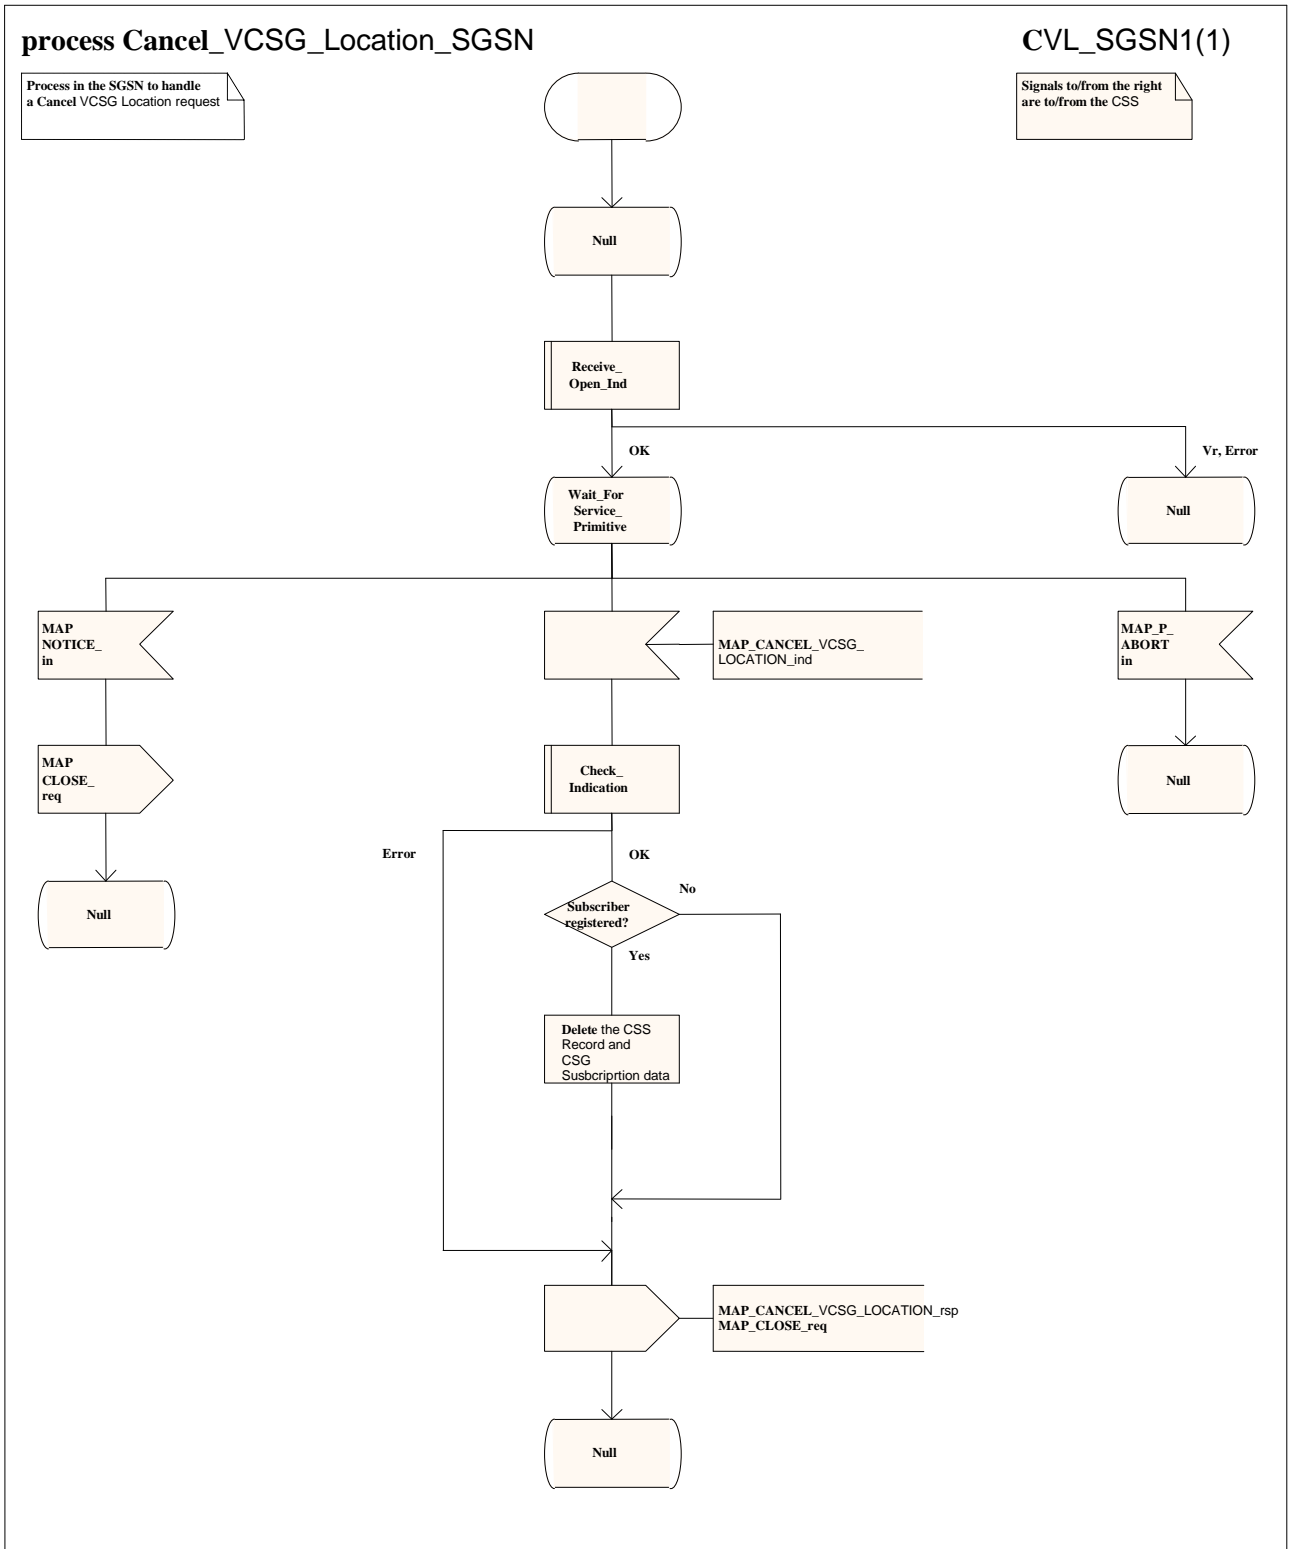 process Cancel_VCSG_Location_SGSN
CVL_SGSN1(1)
Process in the SGSN to handle
a Cancel VCSG Location request
Signals to/from the right
are to/from the CSS
Null
Receive_
Open_Ind
OK
Vr, Error
Wait_For
Service_
Primitive
Null
MAP
NOTICE_
in
MAP_CANCEL_VCSG_
LOCATION_ind
MAP_P_
ABORT
in
MAP
CLOSE_
req
Check_
Indication
Null
Error
OK
No
Null
Subscriber
registered?
Yes
Delete the CSS
Record and
CSG
Susbcriprtion data
MAP_CANCEL_VCSG_LOCATION_rsp
MAP_CLOSE_req
Null